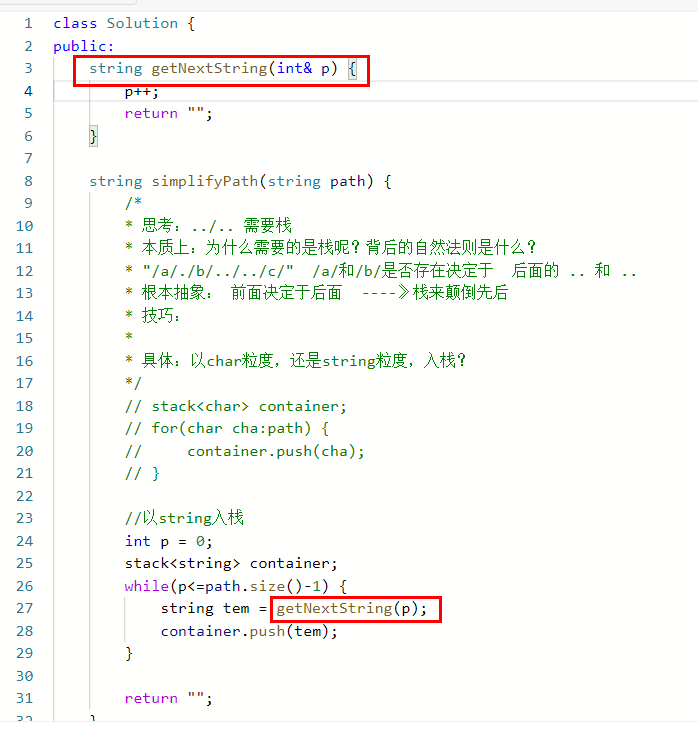 1 class Solution {
2 public:
3 string getNextString(int& p) {
4 p++;
5 return "";
6 }
7
8 string simplifyPath(string path) {
9 /*
10 * 思考：../.. 需要栈
11 * 本质上：为什么需要的是栈呢？背后的自然法则是什么？
12 * "/a/./b/../../c/" /a/和/b/是否存在决定于 后面的 .. 和 ..
13 * 根本抽象： 前面决定于后面 ----》栈来颠倒先后
14 * 技巧：
15 *
16 * 具体：以char粒度，还是string粒度，入栈？
17 */
18 // stack<char> container;
19 // for(char cha:path) {
20 // container.push(cha);
21 // }
22
23 //以string入栈
24 int p = 0;
25 stack<string> container;
26 while(p<=path.size()-1) {
27 string tem = getNextString(p);
28 container.push(tem);
29 }
30
31 return "";